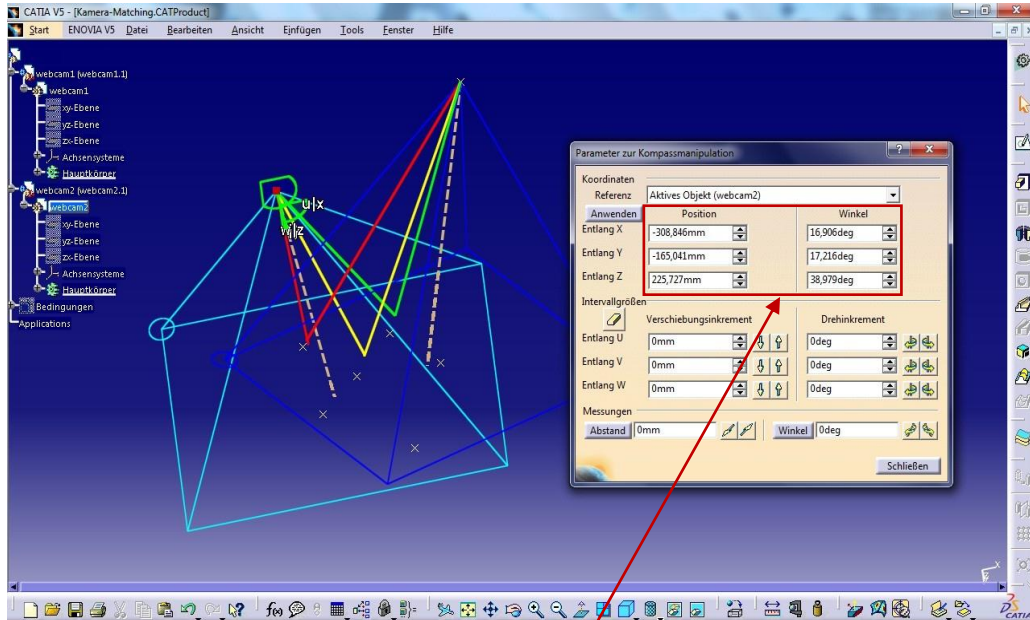 CATIA V5 - [Kamera-Matching.CATProduct]
Start ENOVIA V5 Datei Bearbeiten Ansicht Einfügen Tools Fenster Hilfe
webcam1 (webcam1.1)
webcam1
xy-Ebene
yz-Ebene
zx-Ebene
Achsensysteme
Hauptkörper
webcam2 (webcam2.1)
webcam2
xy-Ebene
yz-Ebene
zx-Ebene
Achsensysteme
Hauptkörper
Bedingungen
Applications
u|x
w|z
Parameter zur Kompassmanipulation
Koordinaten
Referenz Aktives Objekt (webcam2)
Anwenden Position Winkel
Entlang X -308,846mm 16,906deg
Entlang Y -165,041mm 17,216deg
Entlang Z 225,727mm 38,979deg
Intervallgrößen
Verschiebungsinkrement Drehinkrement
Entlang U 0mm 0deg
Entlang V 0mm 0deg
Entlang W 0mm 0deg
Messungen
Abstand 0mm Winkel 0deg
Schließen
x
f(x)
CATIA